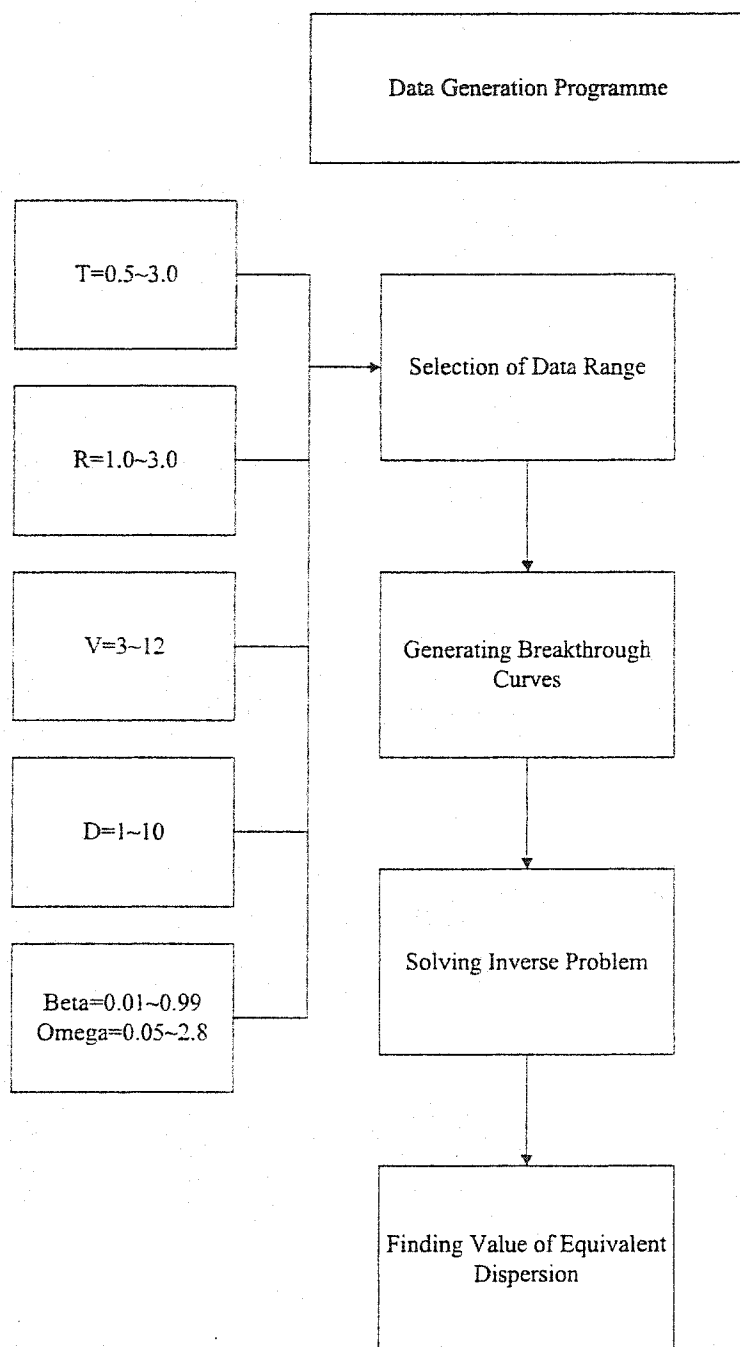 Data Generation Programme
T=0.5~3.0
Selection of Data Range
R=1.0~3.0
V=3~12
Generating Breakthrough
Curves
D=1~10
Solving Inverse Problem
Beta=0.01~0.99
Omega=0.05~2.8
Finding Value of Equivalent
Dispersion